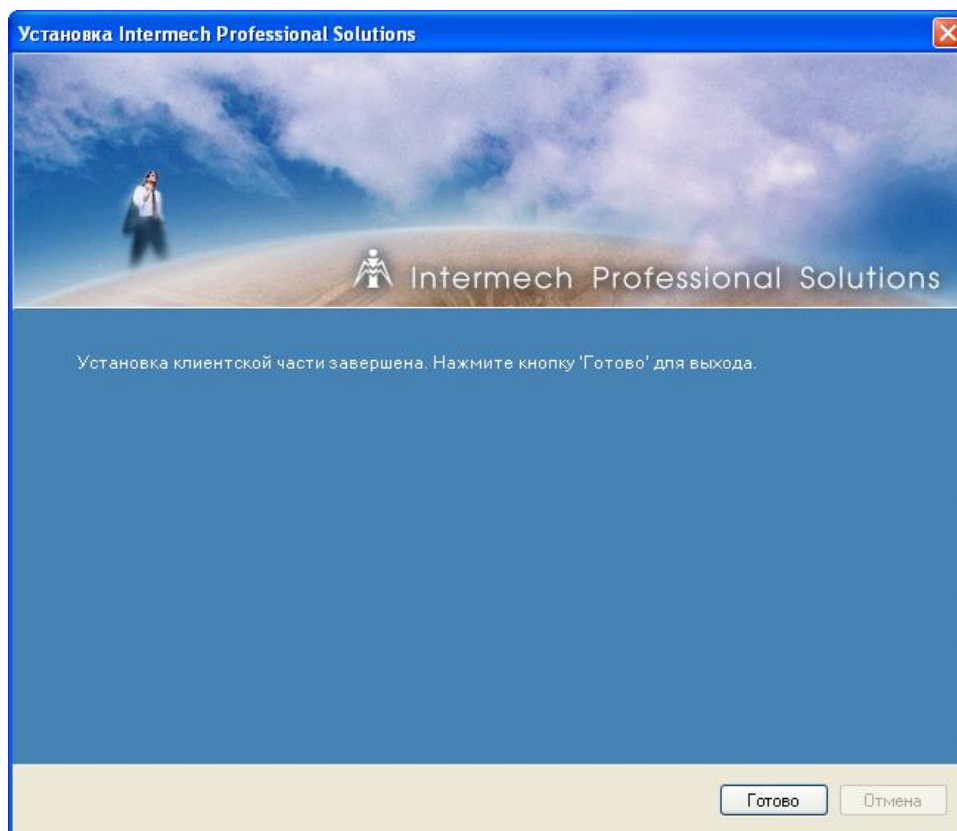 Установка Intermech Professional Solutions
Intermech Professional Solutions
Установка клиентской части завершена. Нажмите кнопку 'Готово' для выхода.
Готово
Отмена